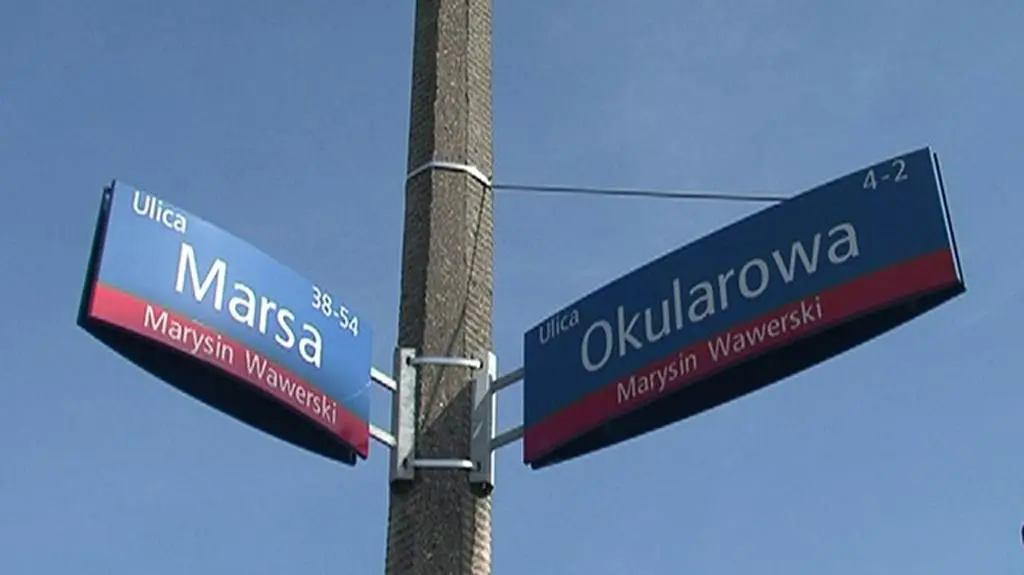 Ulica
Marsa
38-54
Marysin Wawerski
4-2
Ulica
Okularowa
Marysin Wawerski